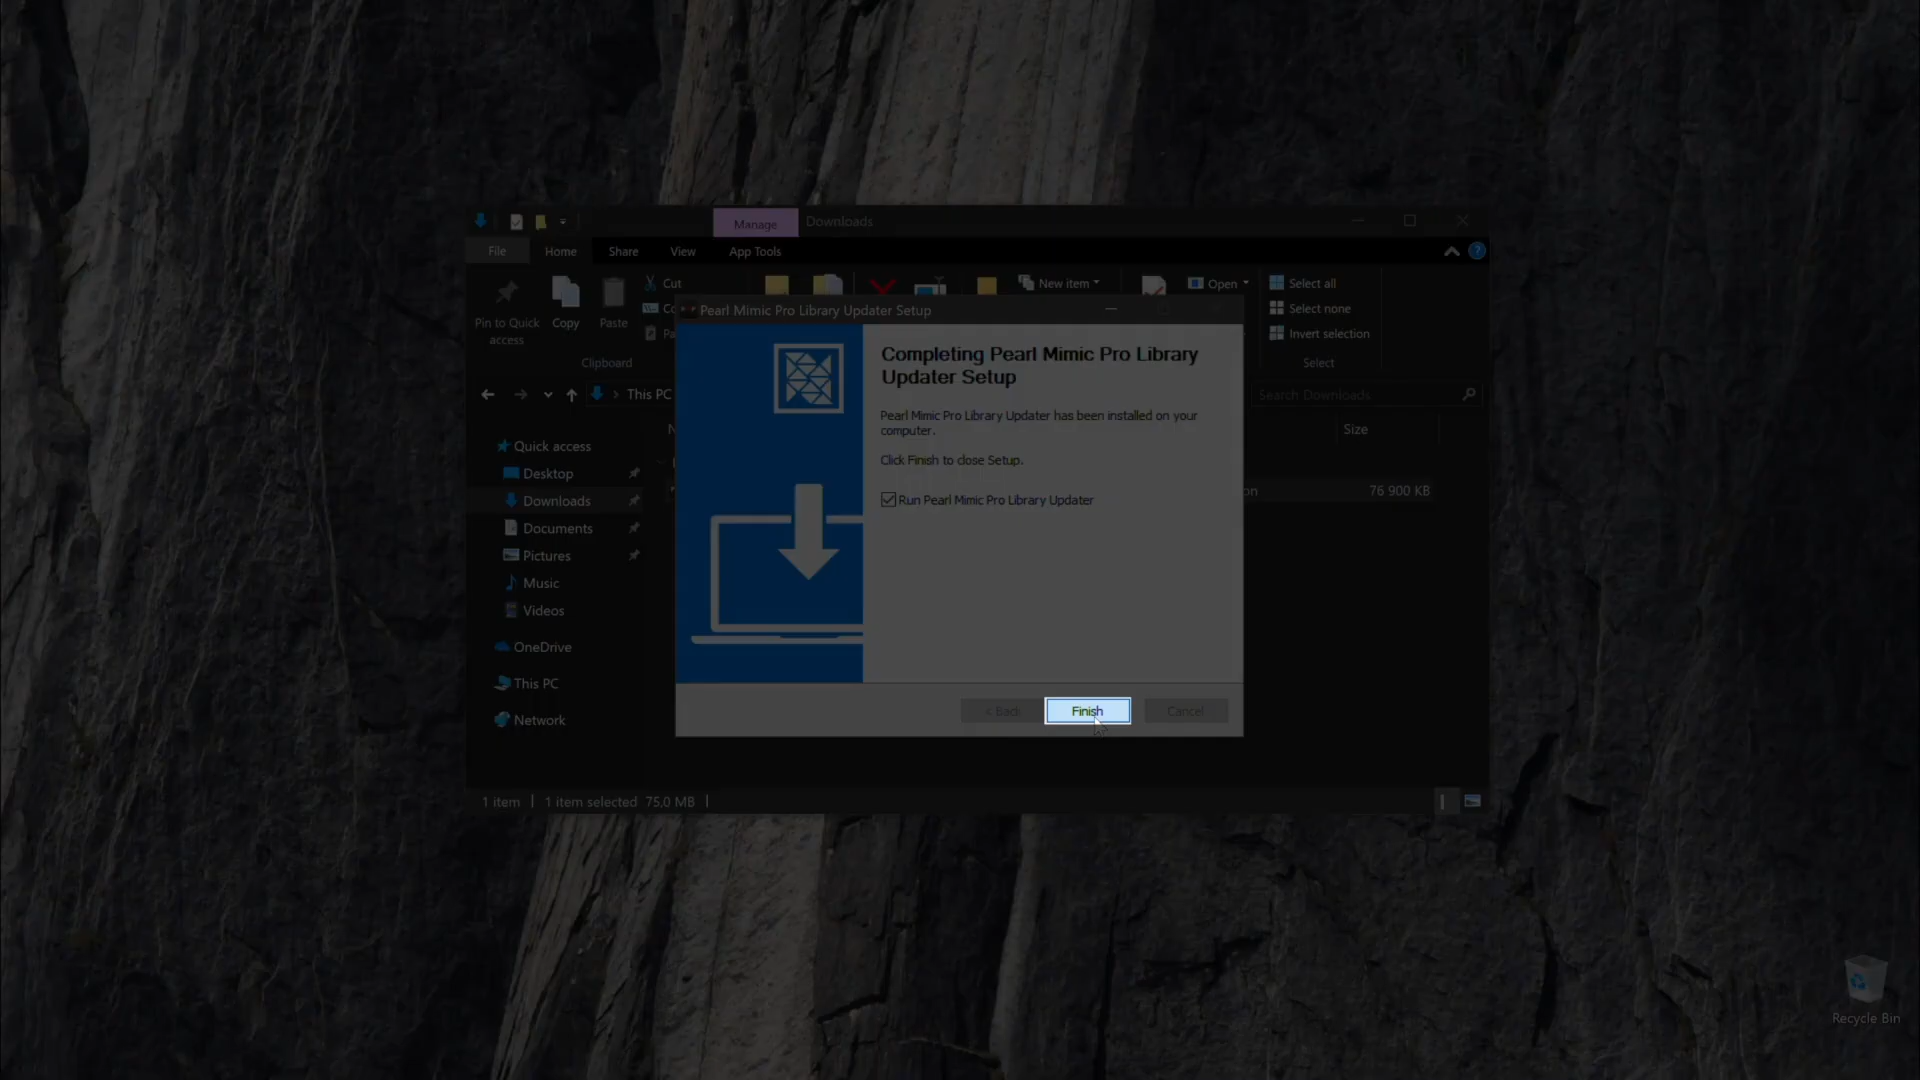 Manage
Downloads
File
Home
Share
View
App Tools
Pin to Quick
access
Copy
Paste
Cut
Clipboard
New item
Open
Select all
Select none
Invert selection
Select
Pearl Mimic Pro Library Updater Setup
Completing Pearl Mimic Pro Library
Updater Setup
Pearl Mimic Pro Library Updater has been installed on your
computer.
Click Finish to close Setup.
Run Pearl Mimic Pro Library Updater
< Back
Finish
Cancel
This PC
Search Downloads
Size
76 900 KB
Quick access
Desktop
Downloads
Documents
Pictures
Music
Videos
OneDrive
This PC
Network
1 item
1 item selected 75,0 MB
Recycle Bin